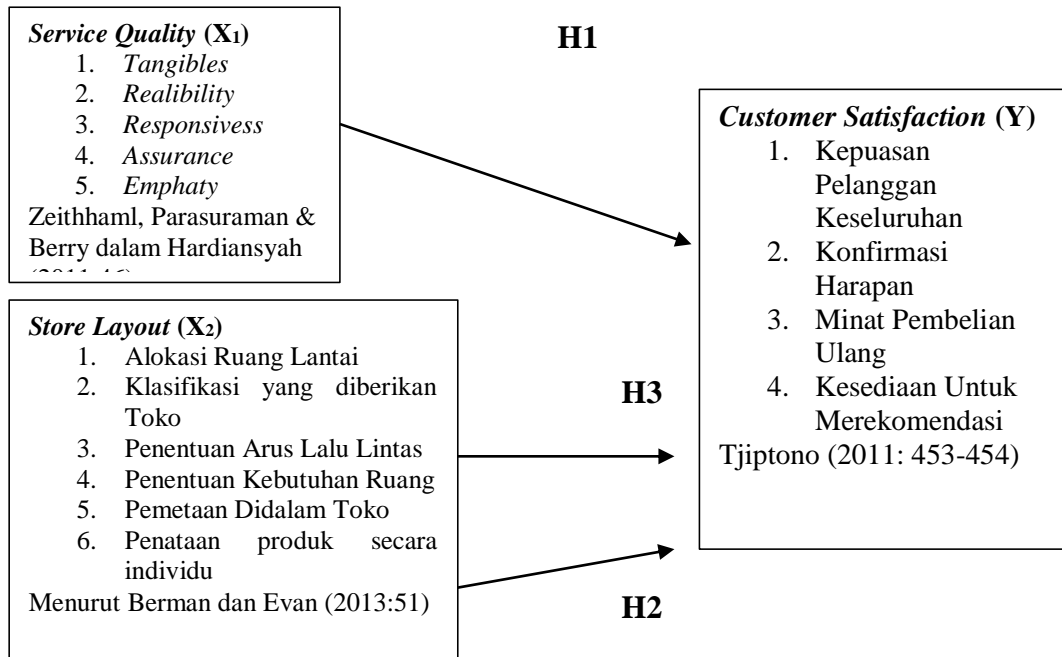 Service Quality (X₁)
1. Tangibles
2. Realibility
3. Responsivess
4. Assurance
5. Emphaty
Zeithhaml, Parasuraman &
Berry dalam Hardiansyah
H1
Store Layout (X₂)
1. Alokasi Ruang Lantai
2. Klasifikasi yang diberikan
Toko
3. Penentuan Arus Lalu Lintas
4. Penentuan Kebutuhan Ruang
5. Pemetaan Didalam Toko
6. Penataan produk secara
individu
Menurut Berman dan Evan (2013:51)
H3
H2
Customer Satisfaction (Y)
1. Kepuasan
Pelanggan
Keseluruhan
2. Konfirmasi
Harapan
3. Minat Pembelian
Ulang
4. Kesediaan Untuk
Merekomendasi
Tjiptono (2011: 453-454)